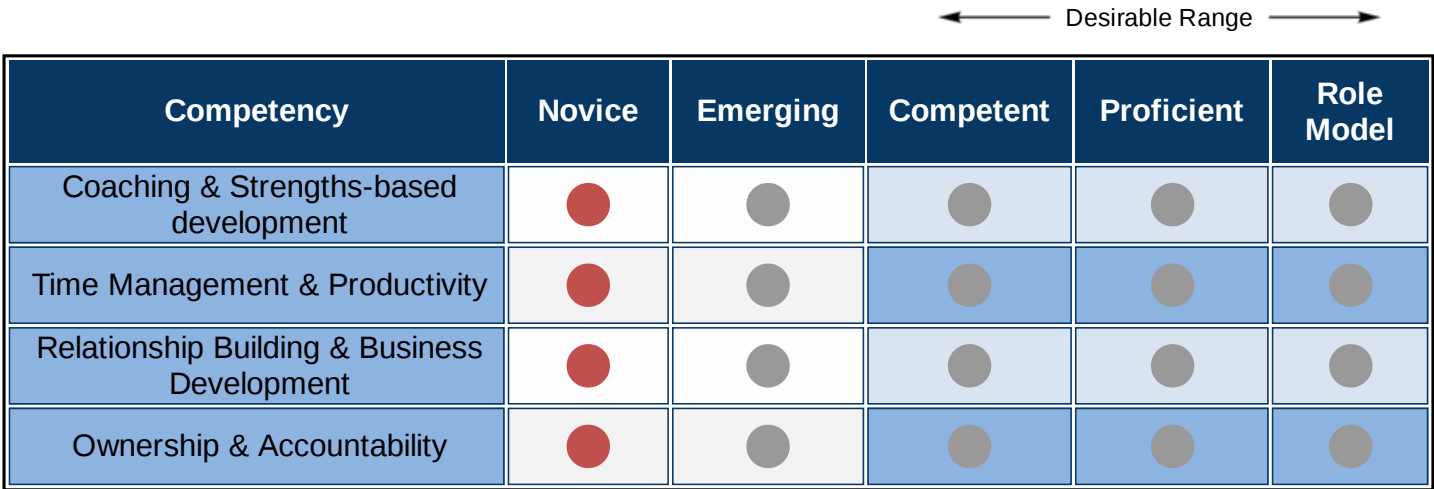 Desirable Range
Competency Novice Emerging Competent Proficient Role Model
Coaching & Strengths-based
development
Time Management & Productivity
Relationship Building & Business
Development
Ownership & Accountability